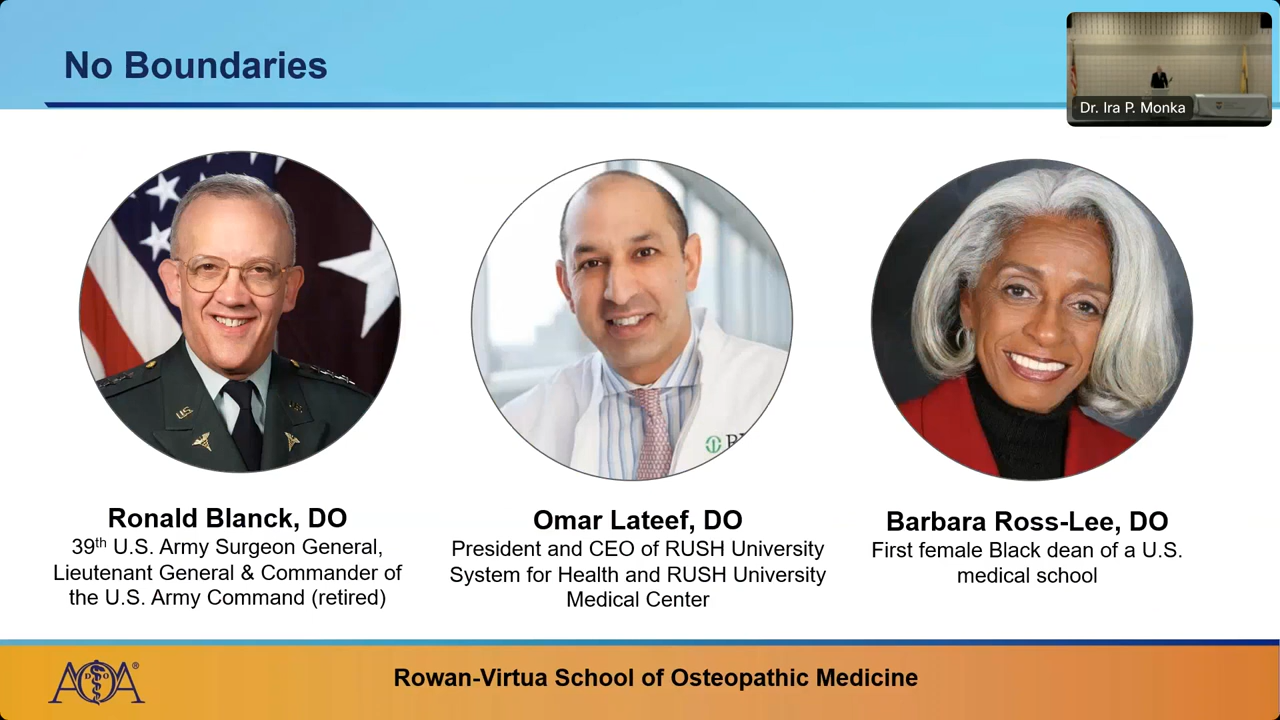 No Boundaries
Dr. Ira P. Monka
U.S.
Ronald Blanck, DO
39th U.S. Army Surgeon General,
Lieutenant General & Commander of
the U.S. Army Command (retired)
Omar Lateef, DO
President and CEO of RUSH University
System for Health and RUSH University
Medical Center
Barbara Ross-Lee, DO
First female Black dean of a U.S.
medical school
AOA®
DO
Rowan-Virtua School of Osteopathic Medicine